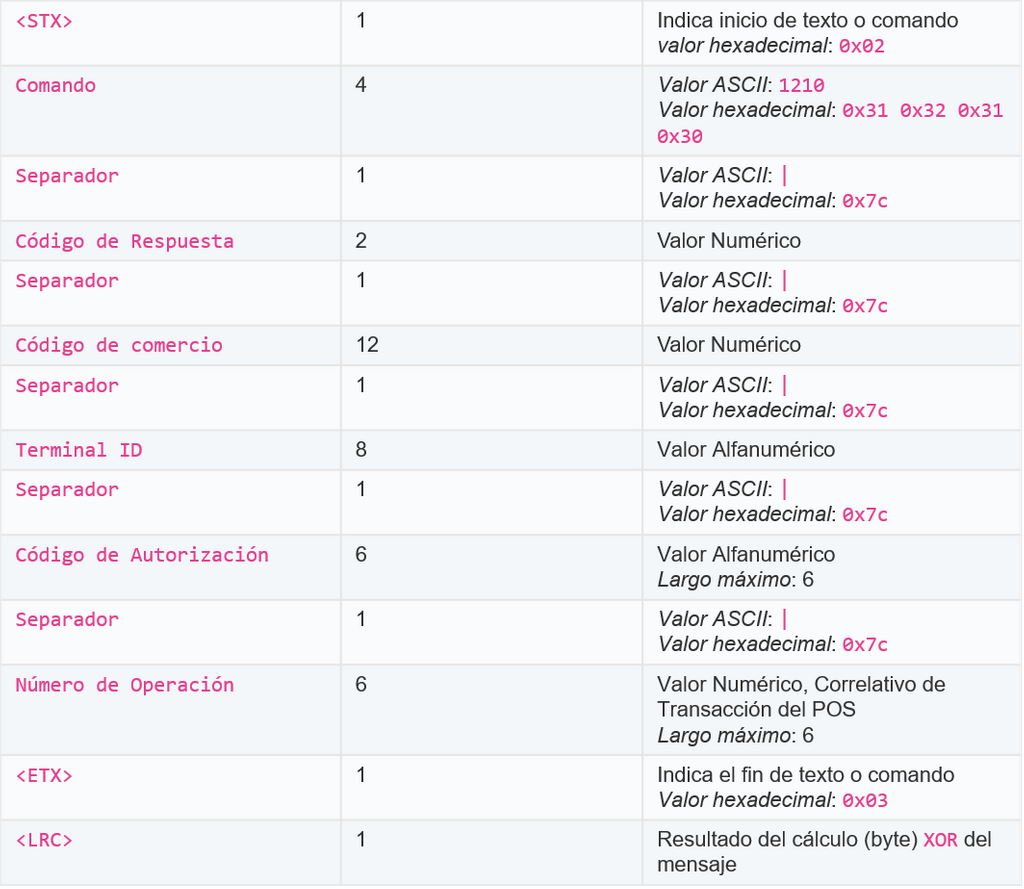 <STX> 1 Indica inicio de texto o comando
valor hexadecimal: 0x02
Comando 4 Valor ASCII: 1210
Valor hexadecimal: 0x31 0x32 0x31
0x30
Separador 1 Valor ASCII: |
Valor hexadecimal: 0x7c
Código de Respuesta 2 Valor Numérico
Separador 1 Valor ASCII: |
Valor hexadecimal: 0x7c
Código de comercio 12 Valor Numérico
Separador 1 Valor ASCII: |
Valor hexadecimal: 0x7c
Terminal ID 8 Valor Alfanumérico
Separador 1 Valor ASCII: |
Valor hexadecimal: 0x7c
Código de Autorización 6 Valor Alfanumérico
Largo máximo: 6
Separador 1 Valor ASCII: |
Valor hexadecimal: 0x7c
Número de Operación 6 Valor Numérico, Correlativo de
Transacción del POS
Largo máximo: 6
<ETX> 1 Indica el fin de texto o comando
Valor hexadecimal: 0x03
<LRC> 1 Resultado del cálculo (byte) XOR del
mensaje